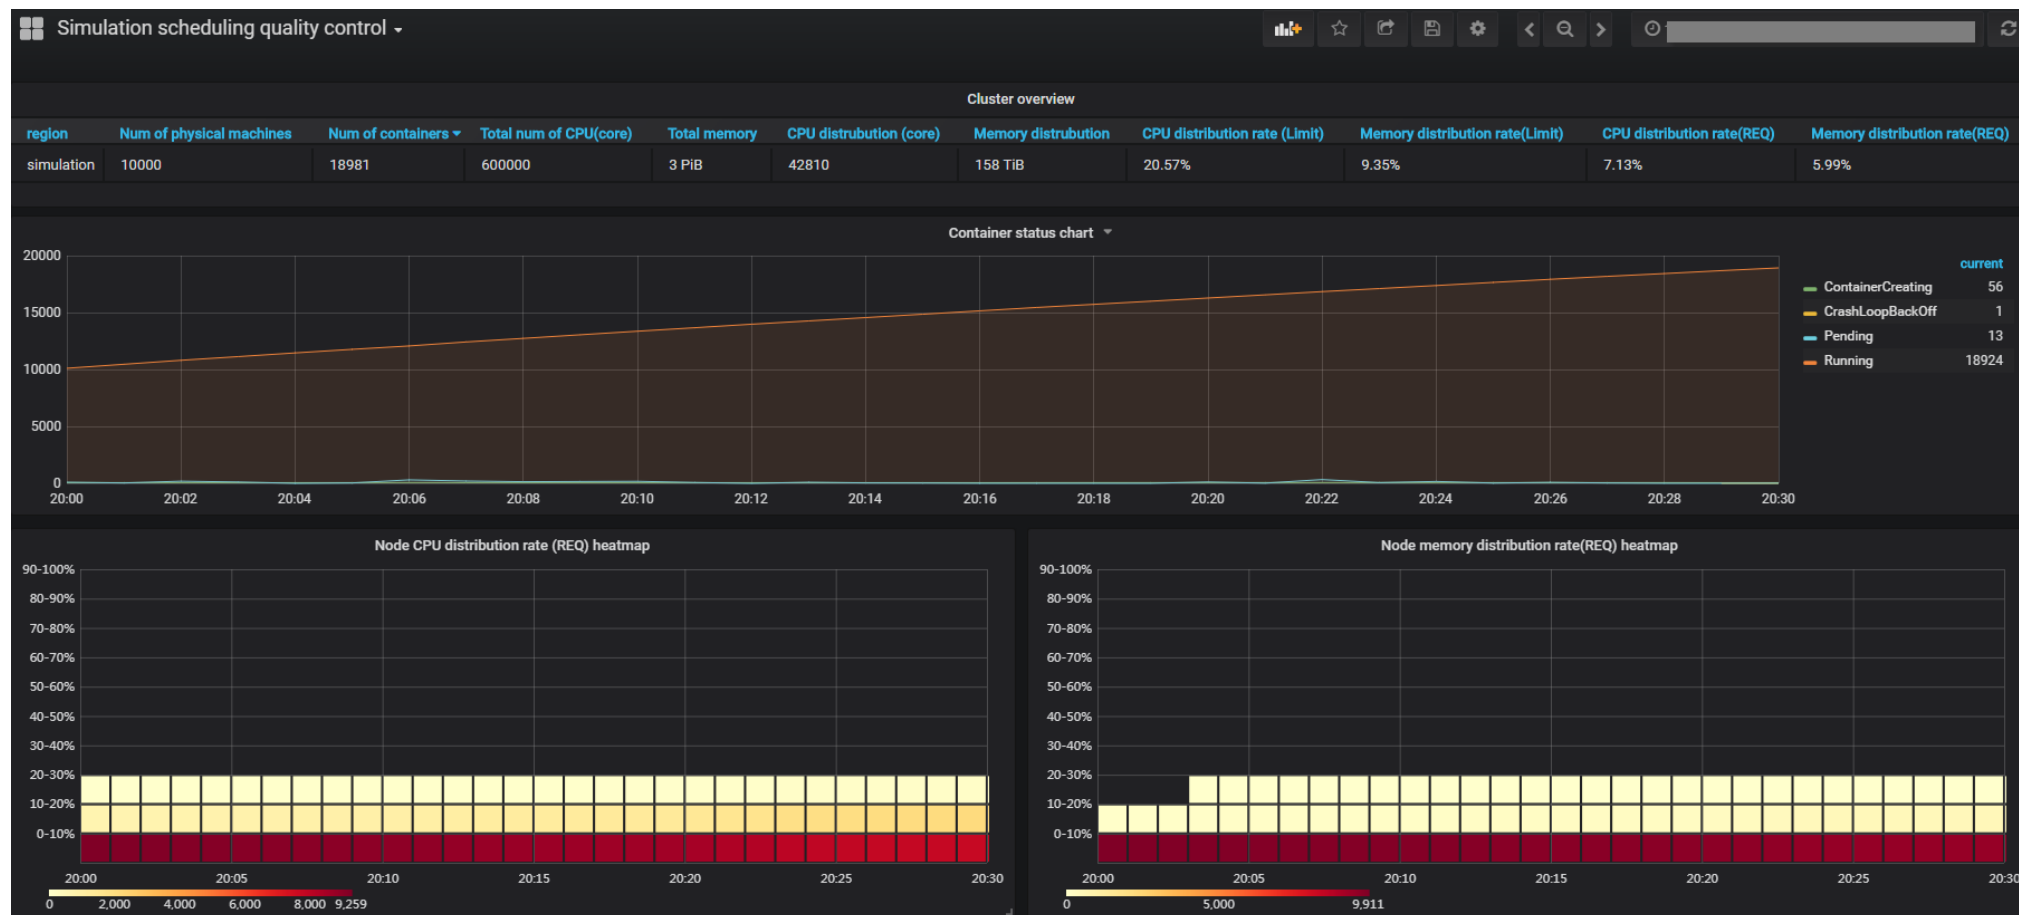 Simulation scheduling quality control
Cluster overview
region Num of physical machines Num of containers Total num of CPU(core) Total memory CPU distrubution (core) Memory distrubution CPU distribution rate (Limit) Memory distribution rate(Limit) CPU distribution rate(REQ) Memory distribution rate(REQ)
simulation 10000 18981 600000 3 PiB 42810 158 TiB 20.57% 9.35% 7.13% 5.99%
Container status chart
20000
15000
10000
5000
0
20:00 20:02 20:04 20:06 20:08 20:10 20:12 20:14 20:16 20:18 20:20 20:22 20:24 20:26 20:28 20:30
current
ContainerCreating 56
CrashLoopBackOff 1
Pending 13
Running 18924
Node CPU distribution rate (REQ) heatmap
90-100%
80-90%
70-80%
60-70%
50-60%
40-50%
30-40%
20-30%
10-20%
0-10%
20:00 20:05 20:10 20:15 20:20 20:25 20:30
0 2,000 4,000 6,000 8,000 9,259
Node memory distribution rate(REQ) heatmap
90-100%
80-90%
70-80%
60-70%
50-60%
40-50%
30-40%
20-30%
10-20%
0-10%
20:00 20:05 20:10 20:15 20:20 20:25 20:30
0 5,000 9,911